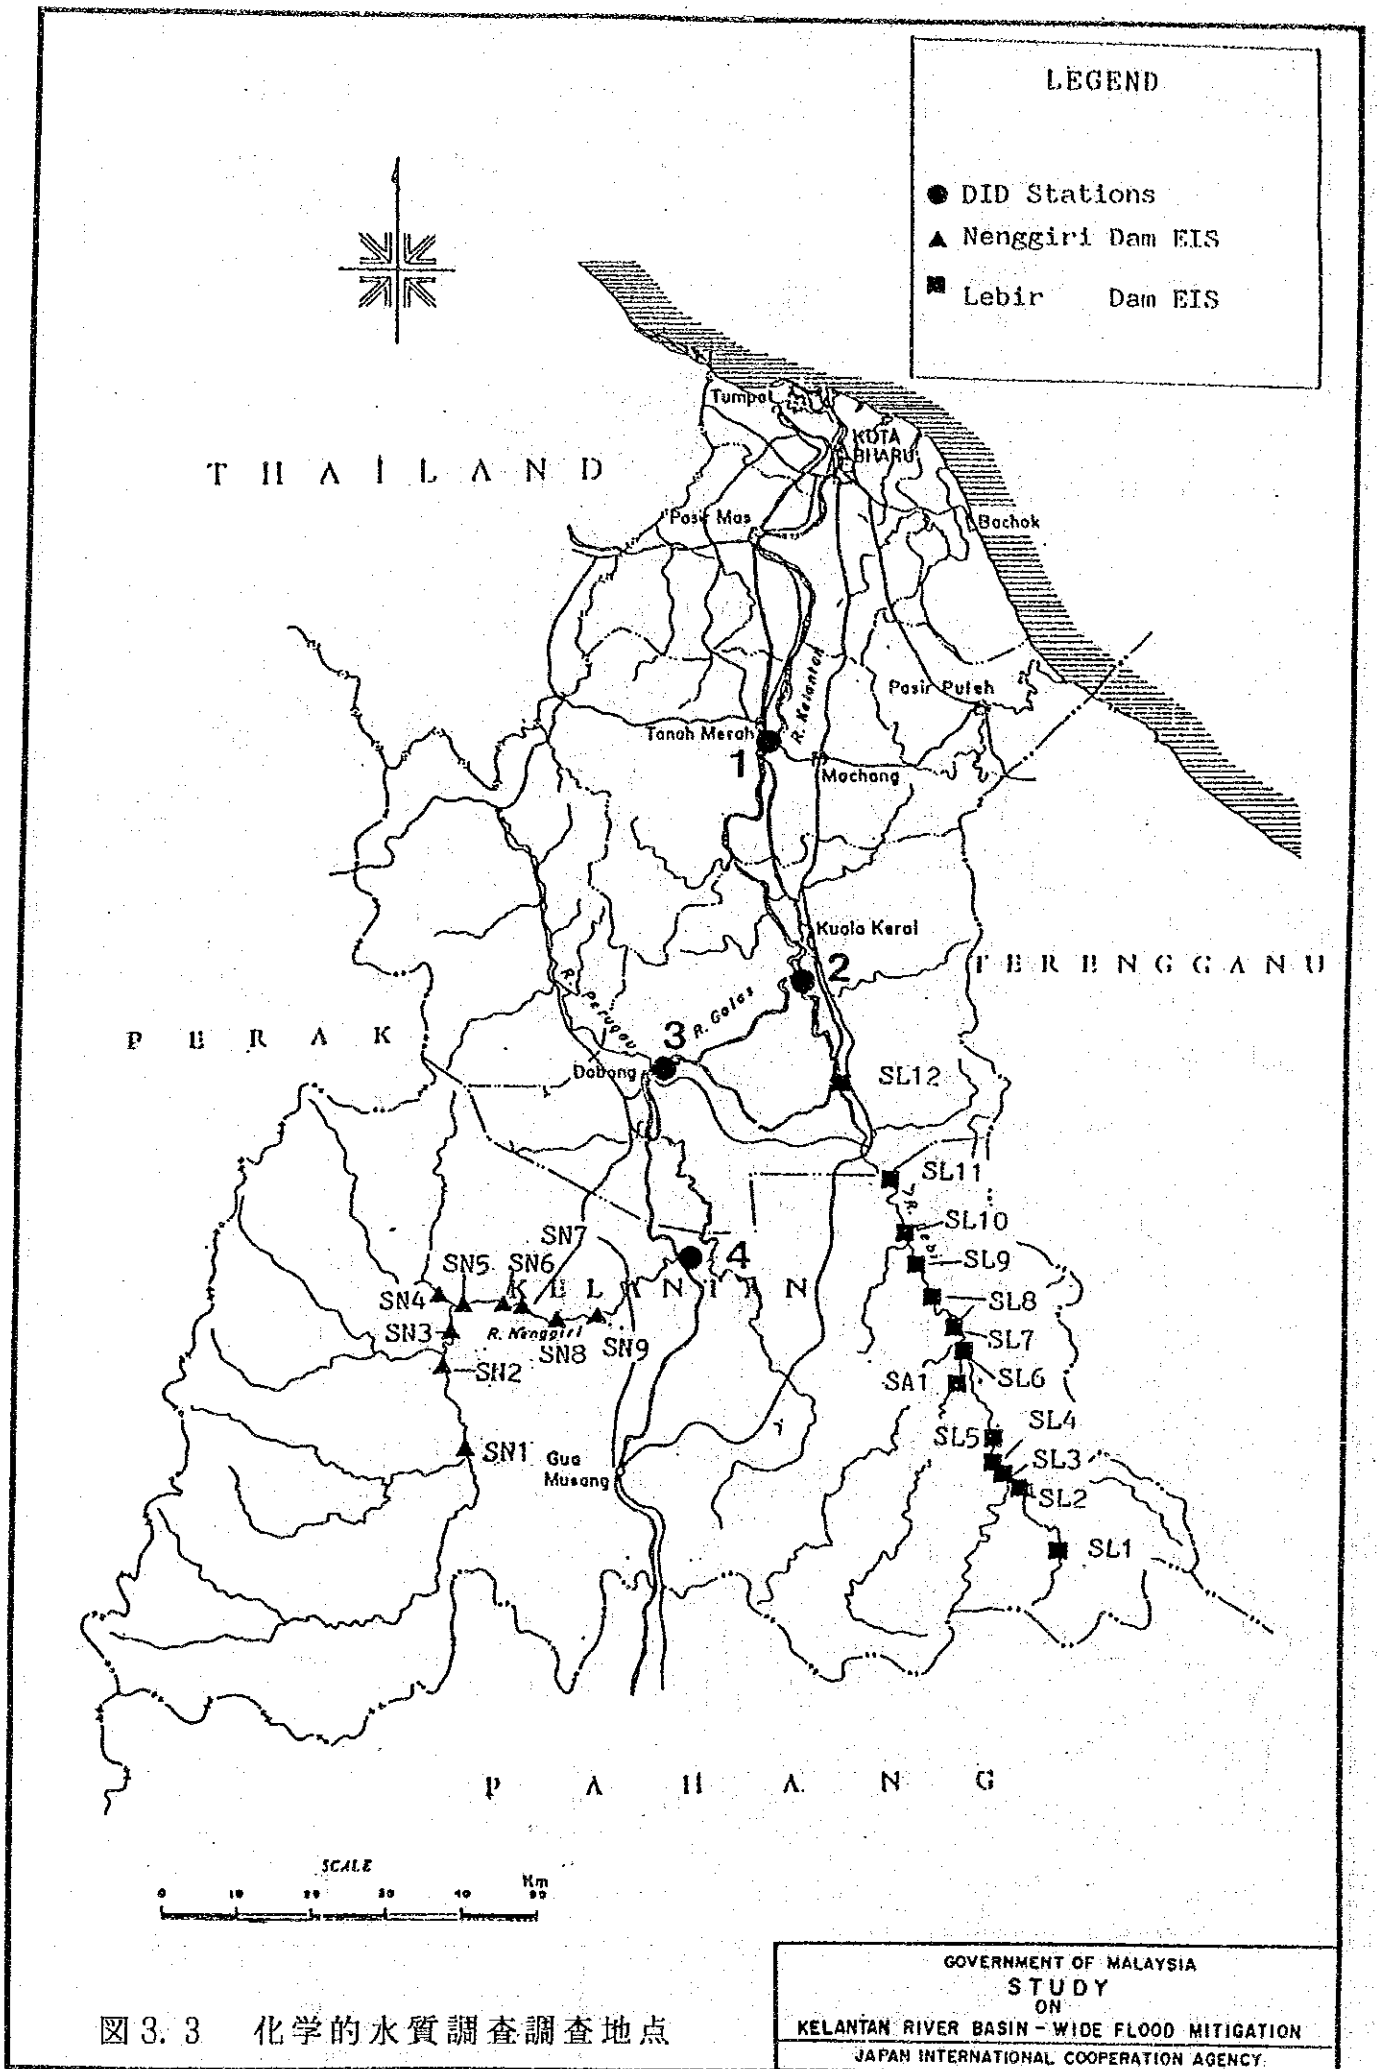 LEGEND
DID Stations
Nenggiri Dam EIS
Lebir Dam EIS
Tumpat
KOTA
BHARU
THAILAND
Pasir Mas
Bachok
R. Kelantan
Pasir Puteh
Tanah Merah
1
Machang
Kuala Kerai
2
TERENGGANU
R. Pergau
R. Galas
PERAK
3
Dabong
SL12
SL11
R. Lebir
SL10
SN7
4
SL9
SN5
SN6
KELANTAN
SN4
SL8
SN3
R. Nenggiri
SL7
SN8
SN9
SN2
SL6
SA1
SL4
SL5
SN1
SL3
Gua
Musang
SL2
SL1
PAHANG
SCALE
Km
0 10 20 30 40 50
GOVERNMENT OF MALAYSIA
STUDY
ON
KELANTAN RIVER BASIN-WIDE FLOOD MITIGATION
JAPAN INTERNATIONAL COOPERATION AGENCY
図3.3 化学的水質調査調査地点